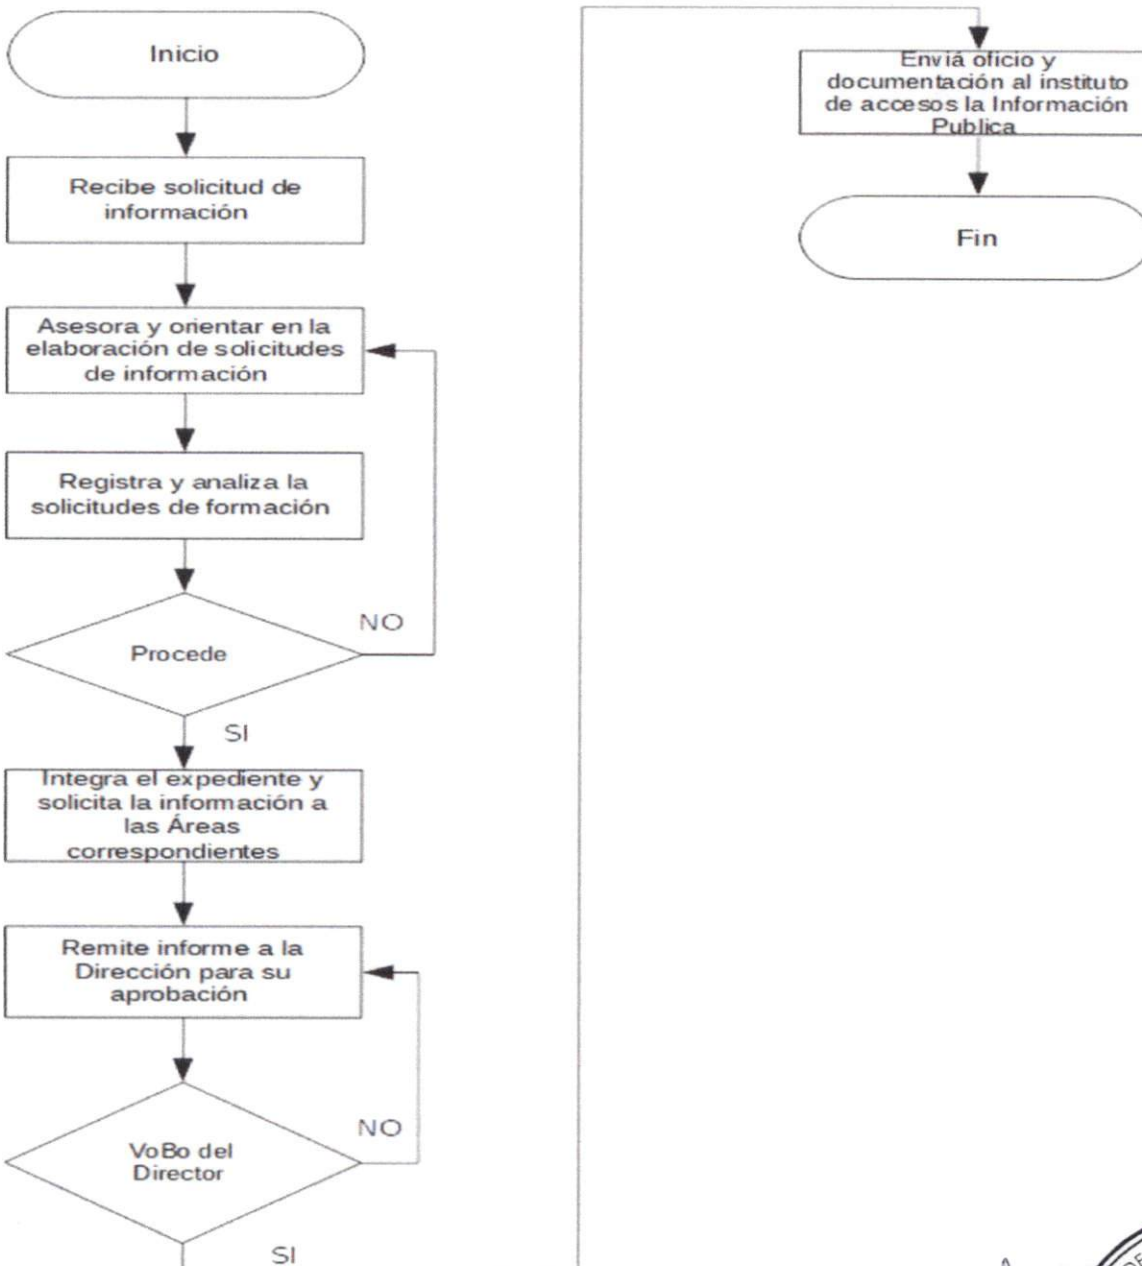 Inicio
Recibe solicitud de
información
Asesora y orientar en la
elaboración de solicitudes
de información
Registra y analiza la
solicitudes de formación
Procede
NO
SI
Integra el expediente y
solicita la información a
las Áreas
correspondientes
Remite informe a la
Dirección para su
aprobación
VoBo del
Director
NO
SI
Enviá oficio y
documentación al instituto
de accesos la Información
Publica
Fin
DE
A